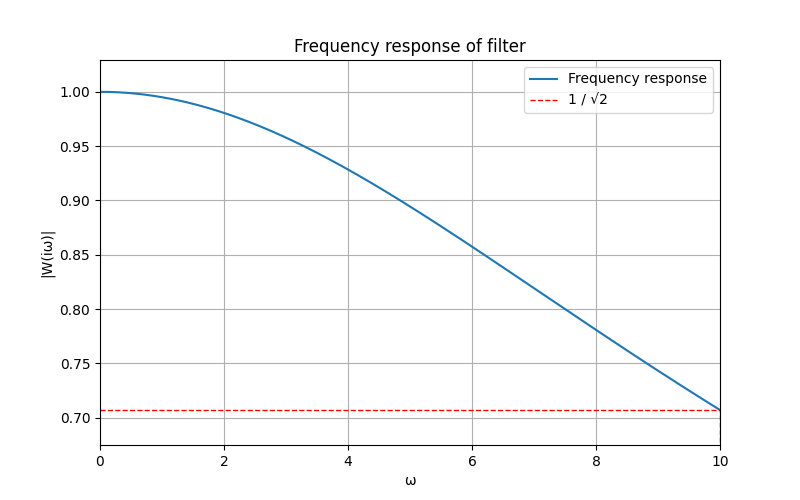 Frequency response of filter
Frequency response
1 / √2
|W(iω)|
1.00
0.95
0.90
0.85
0.80
0.75
0.70
0 2 4 6 8 10
ω